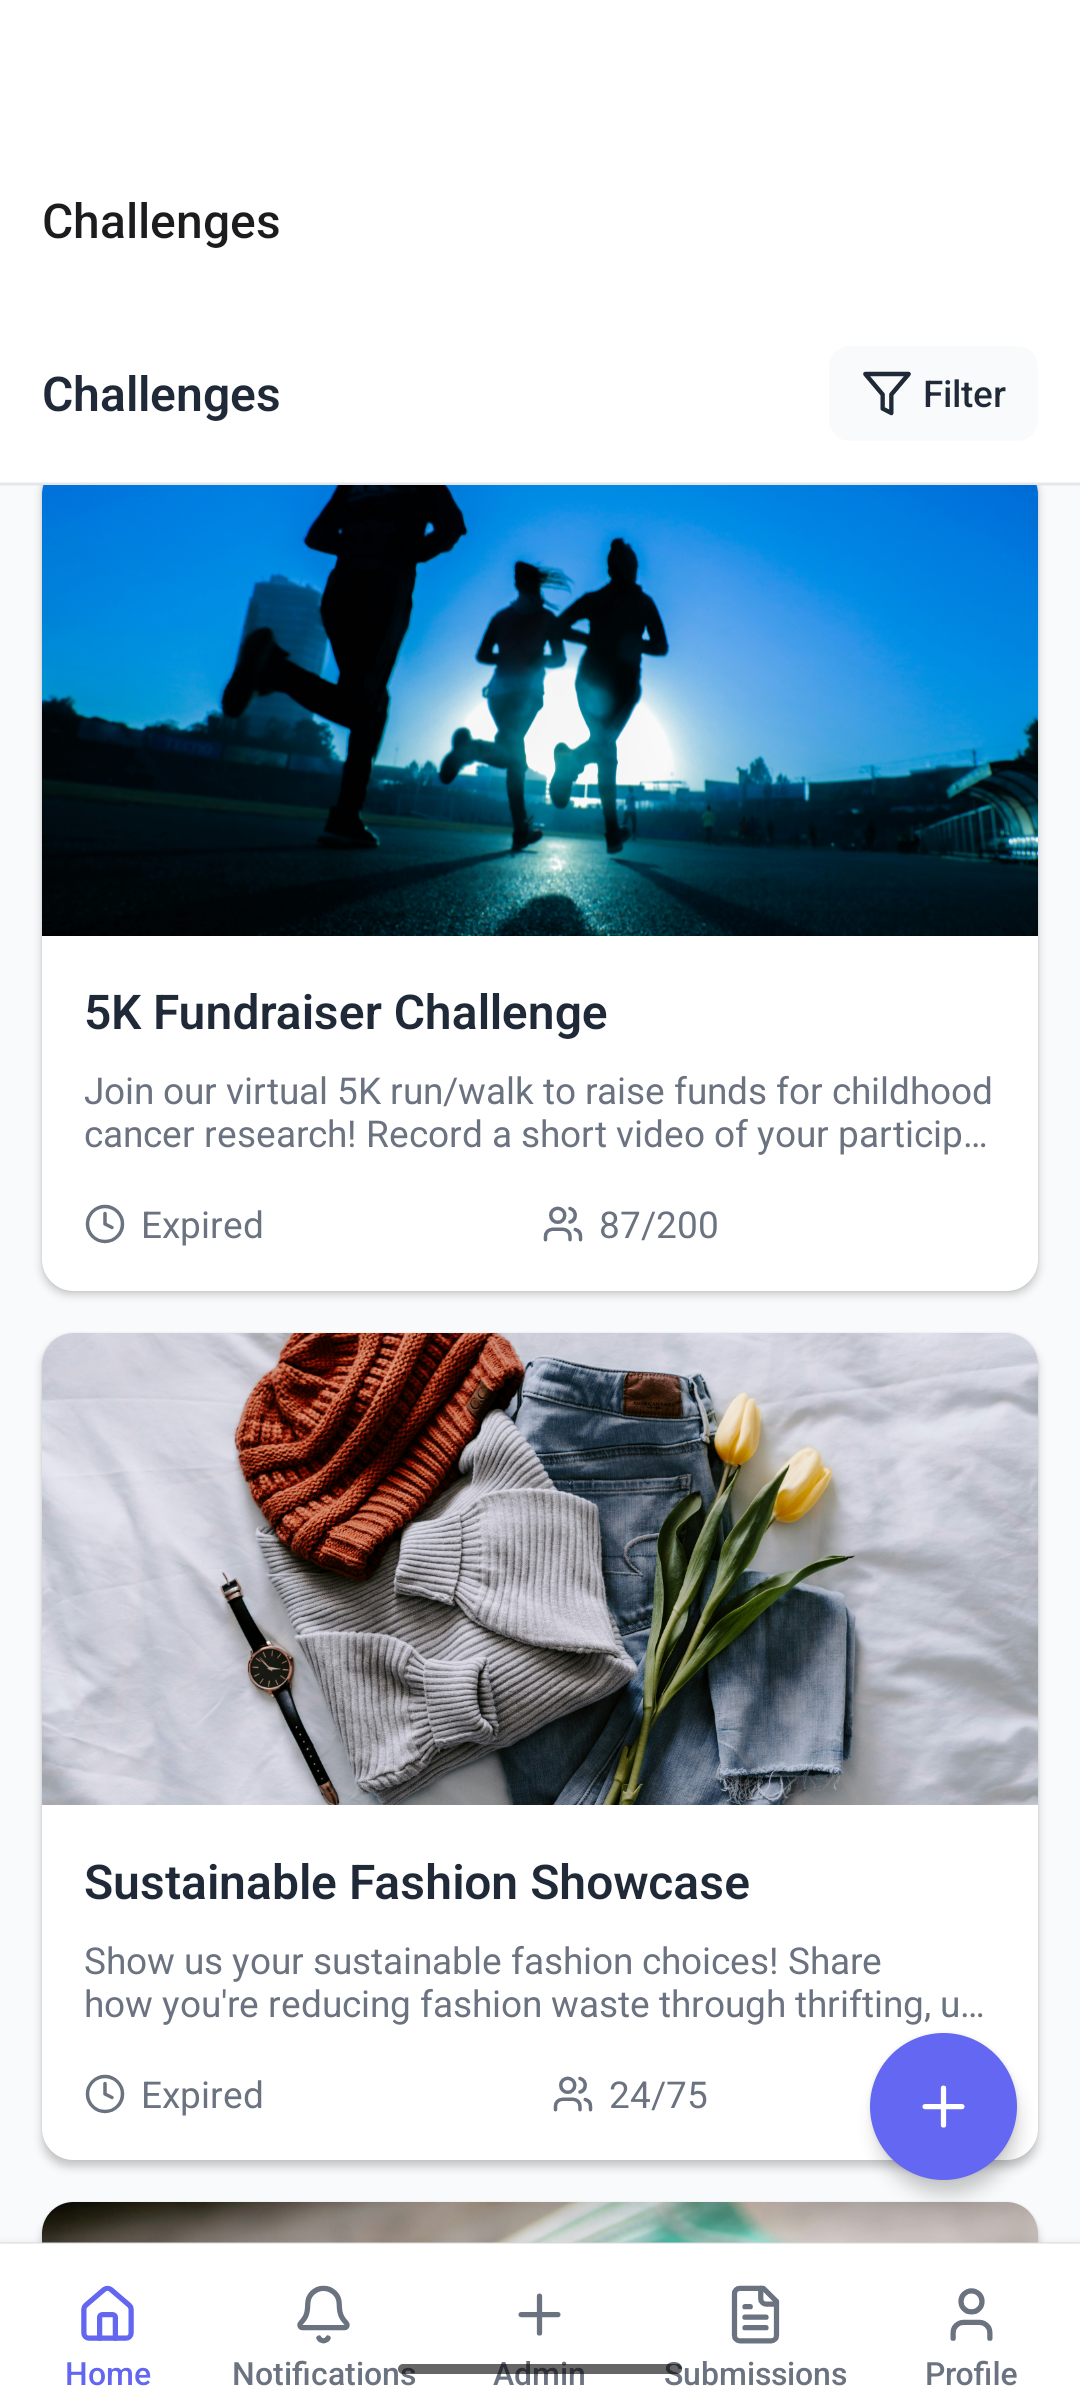 Challenges
Challenges
Filter
5K Fundraiser Challenge
Join our virtual 5K run/walk to raise funds for childhood
cancer research! Record a short video of your particip...
Expired
87/200
Sustainable Fashion Showcase
Show us your sustainable fashion choices! Share
how you're reducing fashion waste through thrifting, u...
Expired
24/75
Home
Notifications
Admin
Submissions
Profile